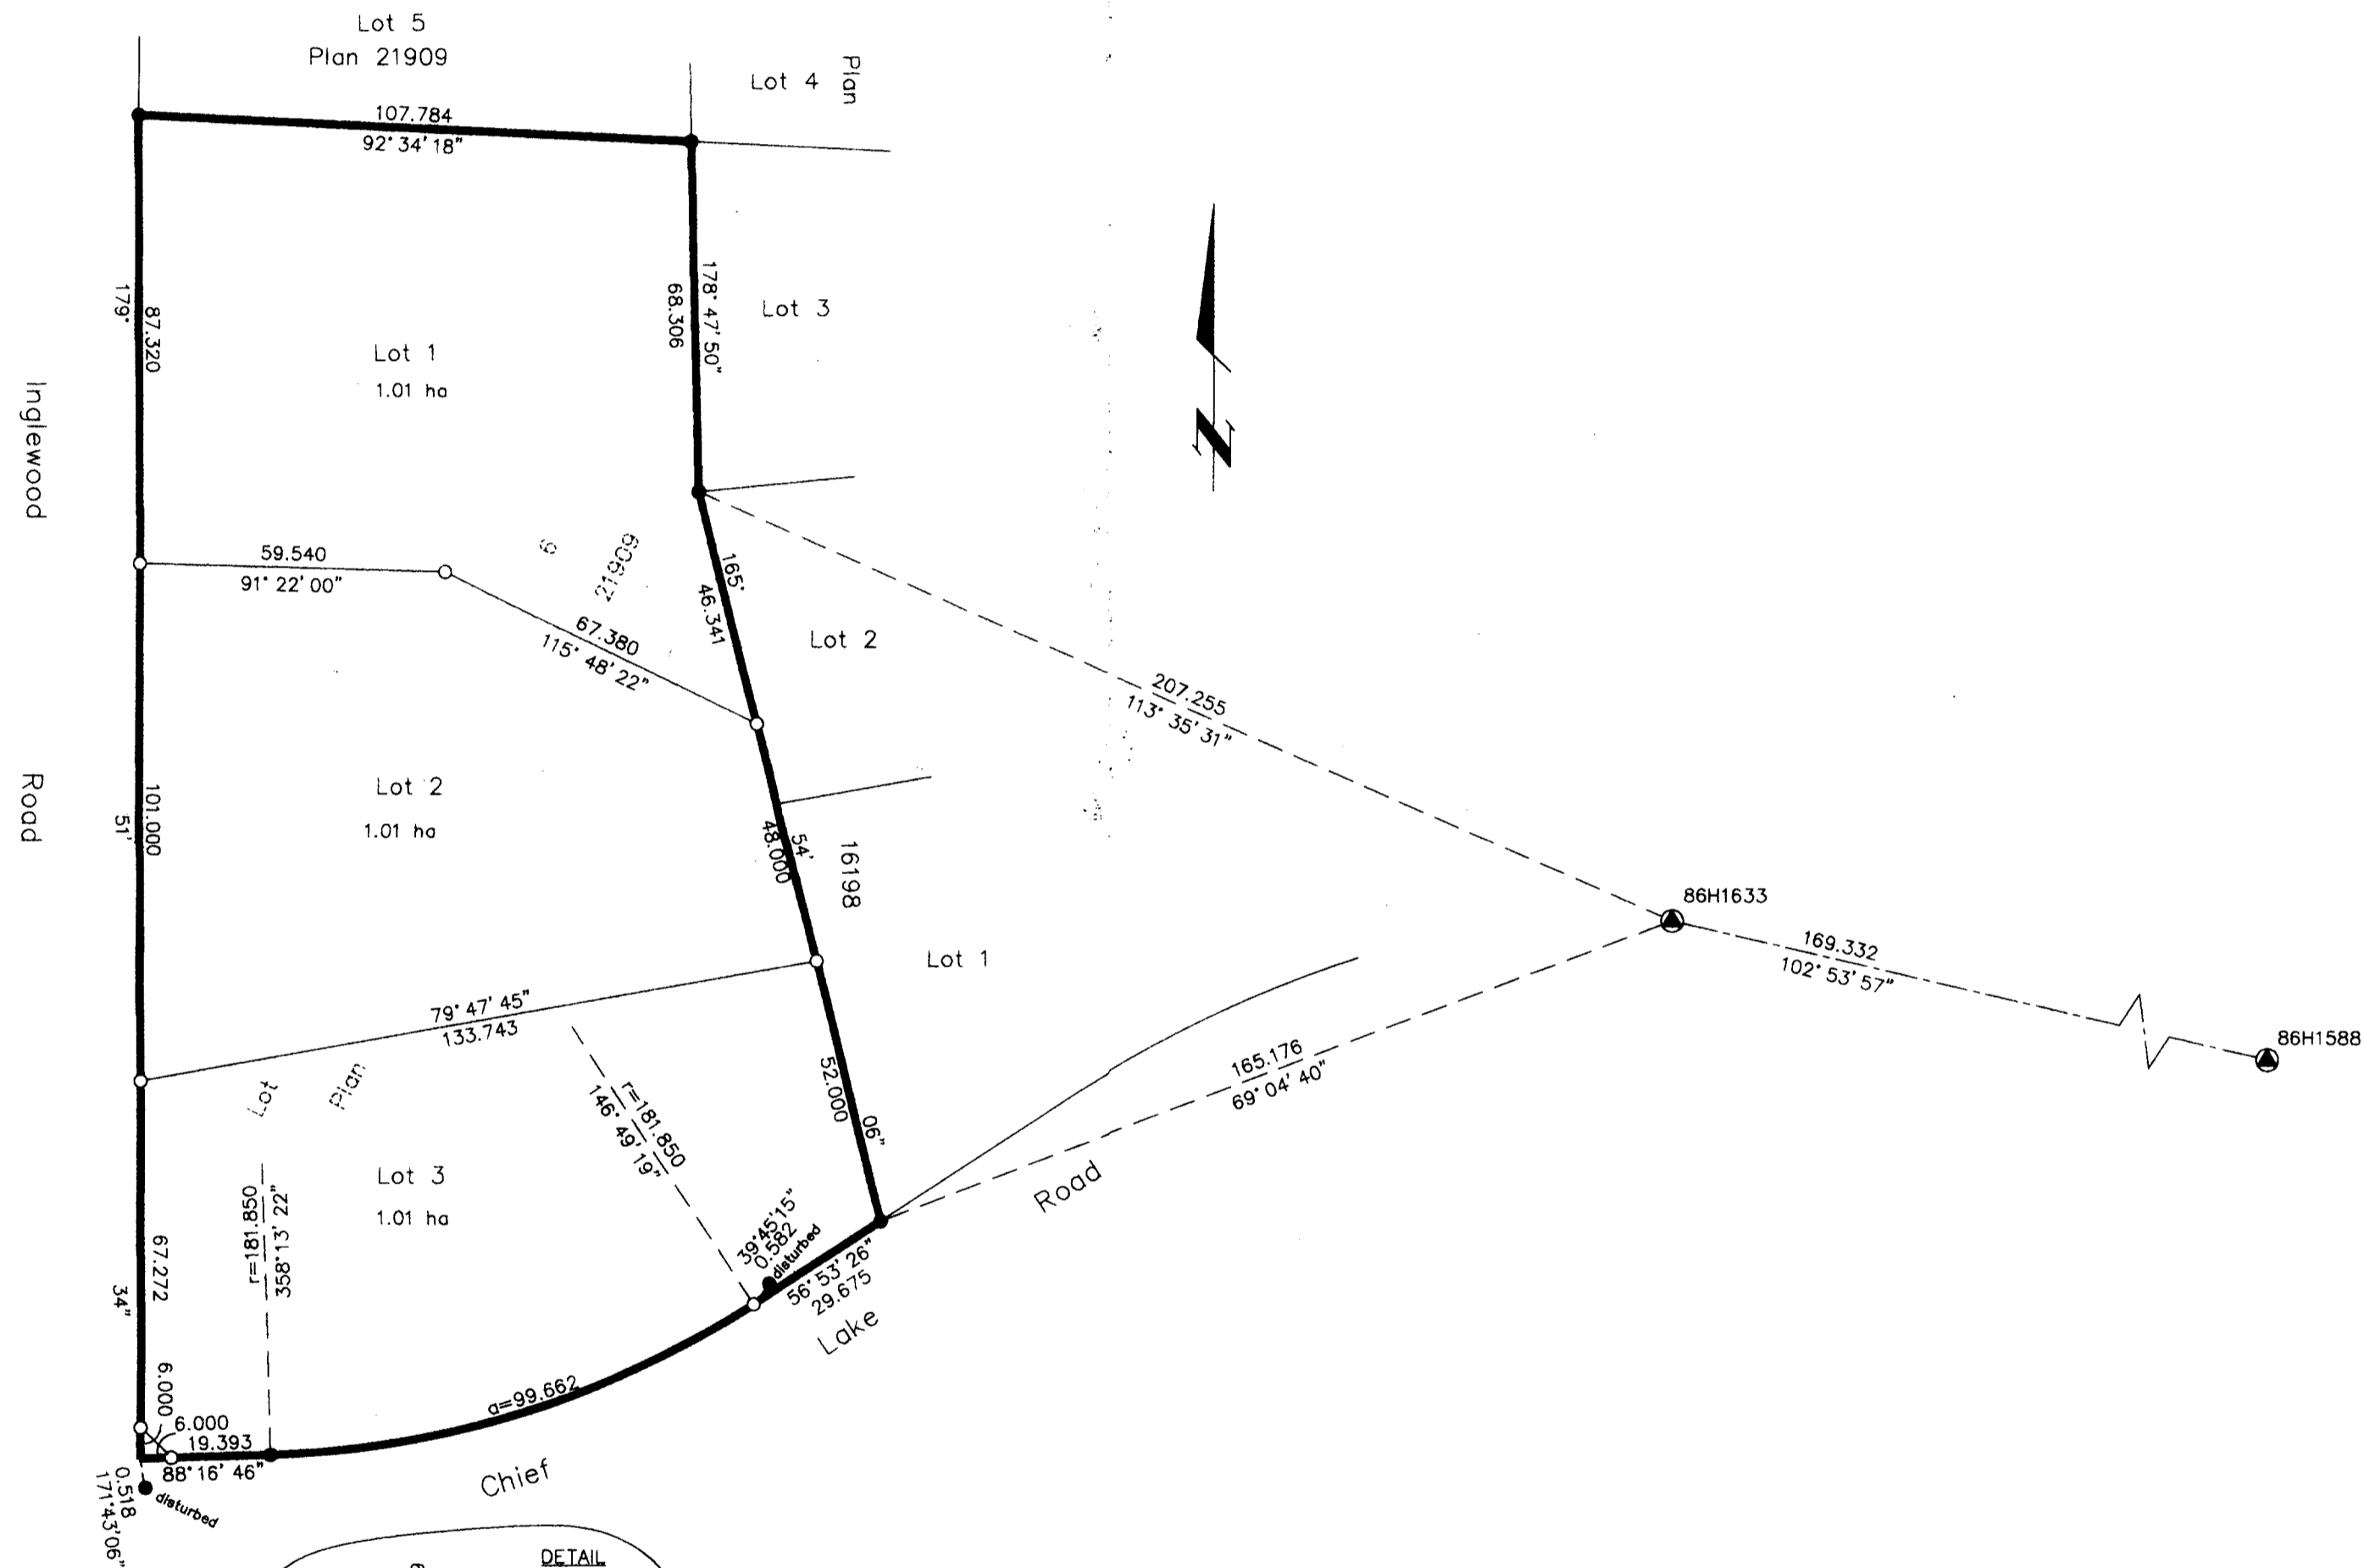 Lot 5
Plan 21909
Lot 4
Plan
107.784
92° 34' 18"
178° 47' 50"
68.306
Lot 3
87.320
179°
Lot 1
1.01 ha
Inglewood
N
59.540
91° 22' 00"
6
21909
165°
46.341
67.380
115° 48' 22"
Lot 2
207.255
113° 35' 31"
Road
101.000
51'
Lot 2
1.01 ha
54'
48.000
16198
86H1633
169.332
102° 53' 57"
86H1588
Lot 1
79° 47' 45"
133.743
Lot
Plan
52.000
06"
165.176
69° 04' 40"
r=181.850
146° 49' 19"
Lot 3
1.01 ha
r=181.850
358° 13' 22"
Road
67.272
34"
39° 45' 15"
0.582
disturbed
56° 53' 26"
29.675
Lake
a=99.662
6.000
6.000
19.393
88° 16' 46"
0.518
171° 43' 06"
disturbed
Chief
DETAIL